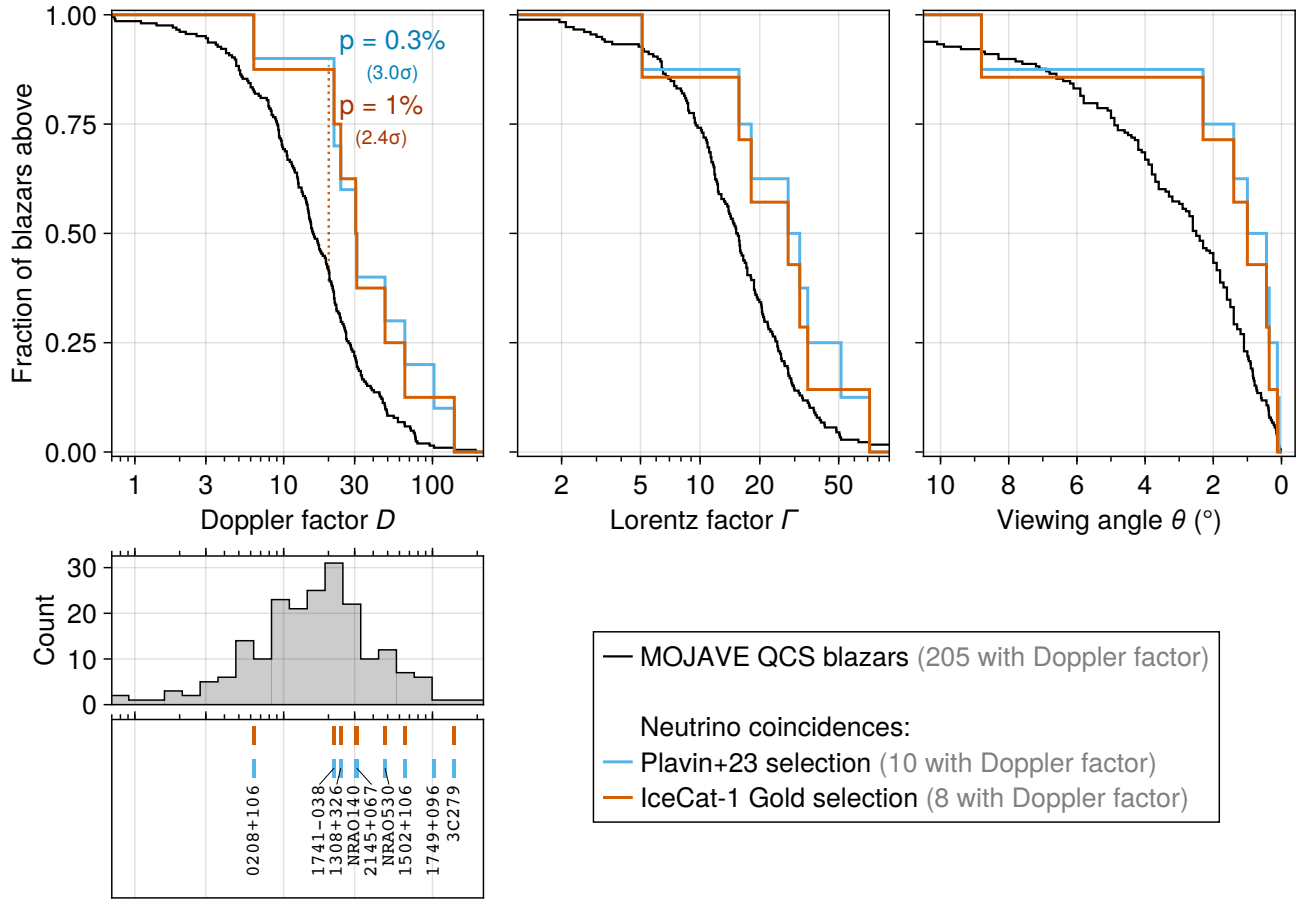 1.00
0.75
0.50
0.25
0.00
Fraction of blazars above
p = 0.3%
(3.0σ)
p = 1%
(2.4σ)
1 3 10 30 100
Doppler factor D
2 5 10 20 50
Lorentz factor Γ
10 8 6 4 2 0
Viewing angle θ (°)
30
20
10
0
Count
0208+106
1741-038
1308+326
NRAO140
2145+067
NRAO530
1502+106
1749+096
3C279
MOJAVE QCS blazars (205 with Doppler factor)
Neutrino coincidences:
Plavin+23 selection (10 with Doppler factor)
IceCat-1 Gold selection (8 with Doppler factor)